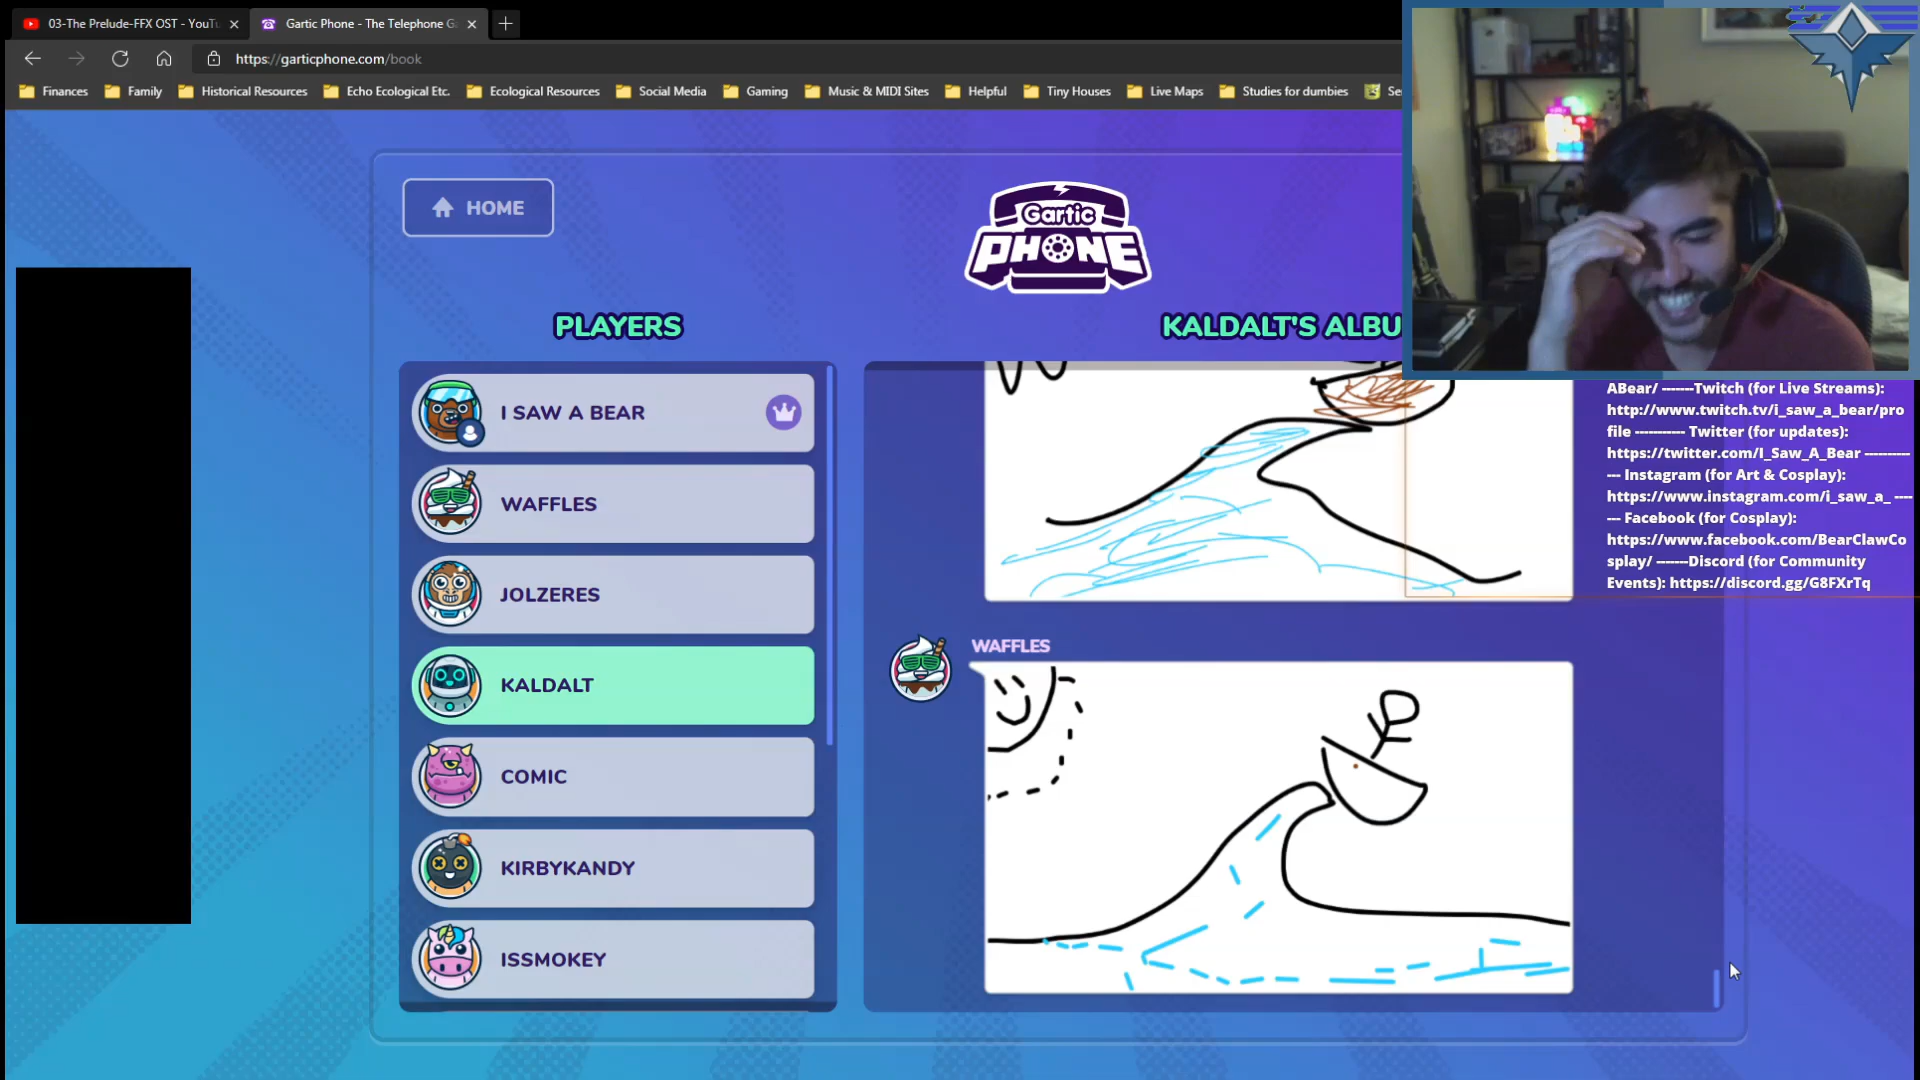 03-The Prelude-FFX OST - YouTu
Gartic Phone - The Telephone G
https://garticphone.com/book
Finances
Family
Historical Resources
Echo Ecological Etc.
Ecological Resources
Social Media
Gaming
Music & MIDI Sites
Helpful
Tiny Houses
Live Maps
Studies for dumbies
Se
HOME
Gartic
PHONE
PLAYERS
KALDALT'S ALBU
I SAW A BEAR
WAFFLES
JOLZERES
KALDALT
COMIC
KIRBYKANDY
ISSMOKEY
WAFFLES
ABear/ -------Twitch (for Live Streams):
http://www.twitch.tv/i_saw_a_bear/pro
file ---------- Twitter (for updates):
https://twitter.com/I_Saw_A_Bear ----------
--- Instagram (for Art & Cosplay):
https://www.instagram.com/i_saw_a_ ----
--- Facebook (for Cosplay):
https://www.facebook.com/BearClawCo
splay/ -------Discord (for Community
Events): https://discord.gg/G8FXrTq